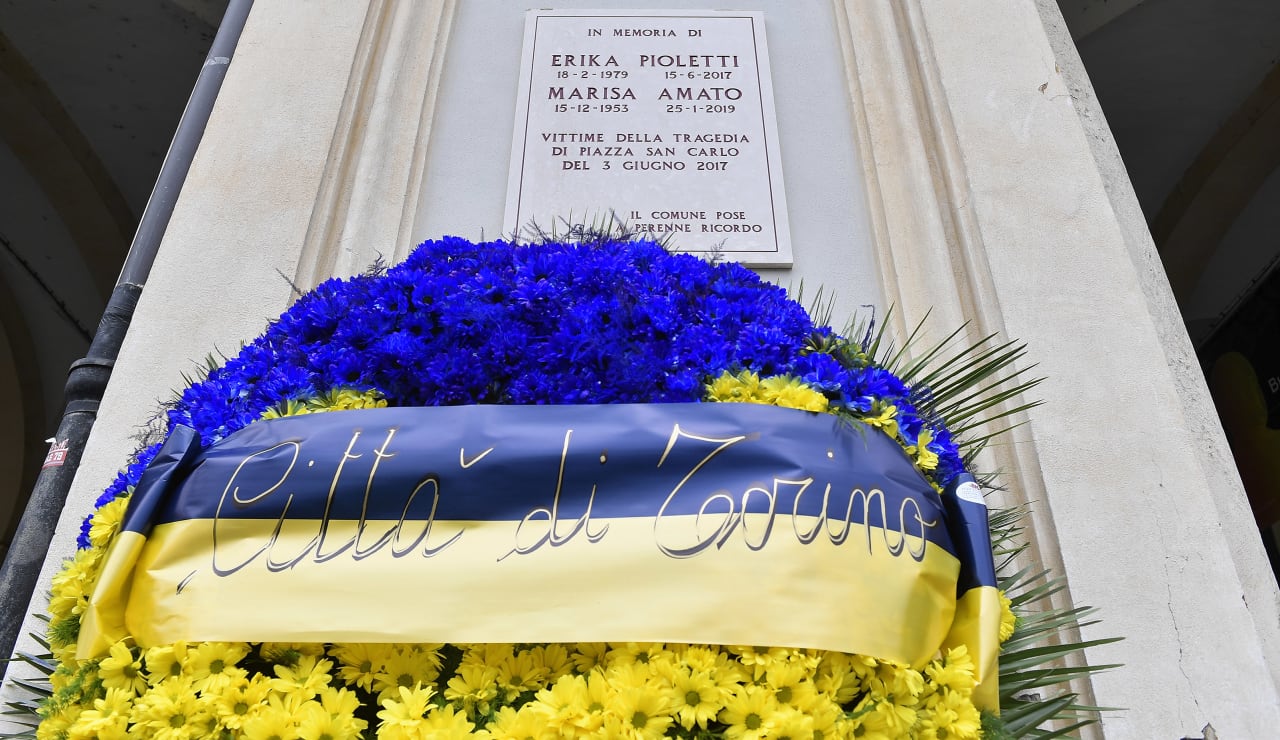 IN MEMORIA DI
ERIKA PIOLETTI
18-2-1979 15-6-2017
MARISA AMATO
15-12-1953 25-1-2019
VITTIME DELLA TRAGEDIA
DI PIAZZA SAN CARLO
DEL 3 GIUGNO 2017
IL COMUNE POSE
PERENNE RICORDO
Città di Torino